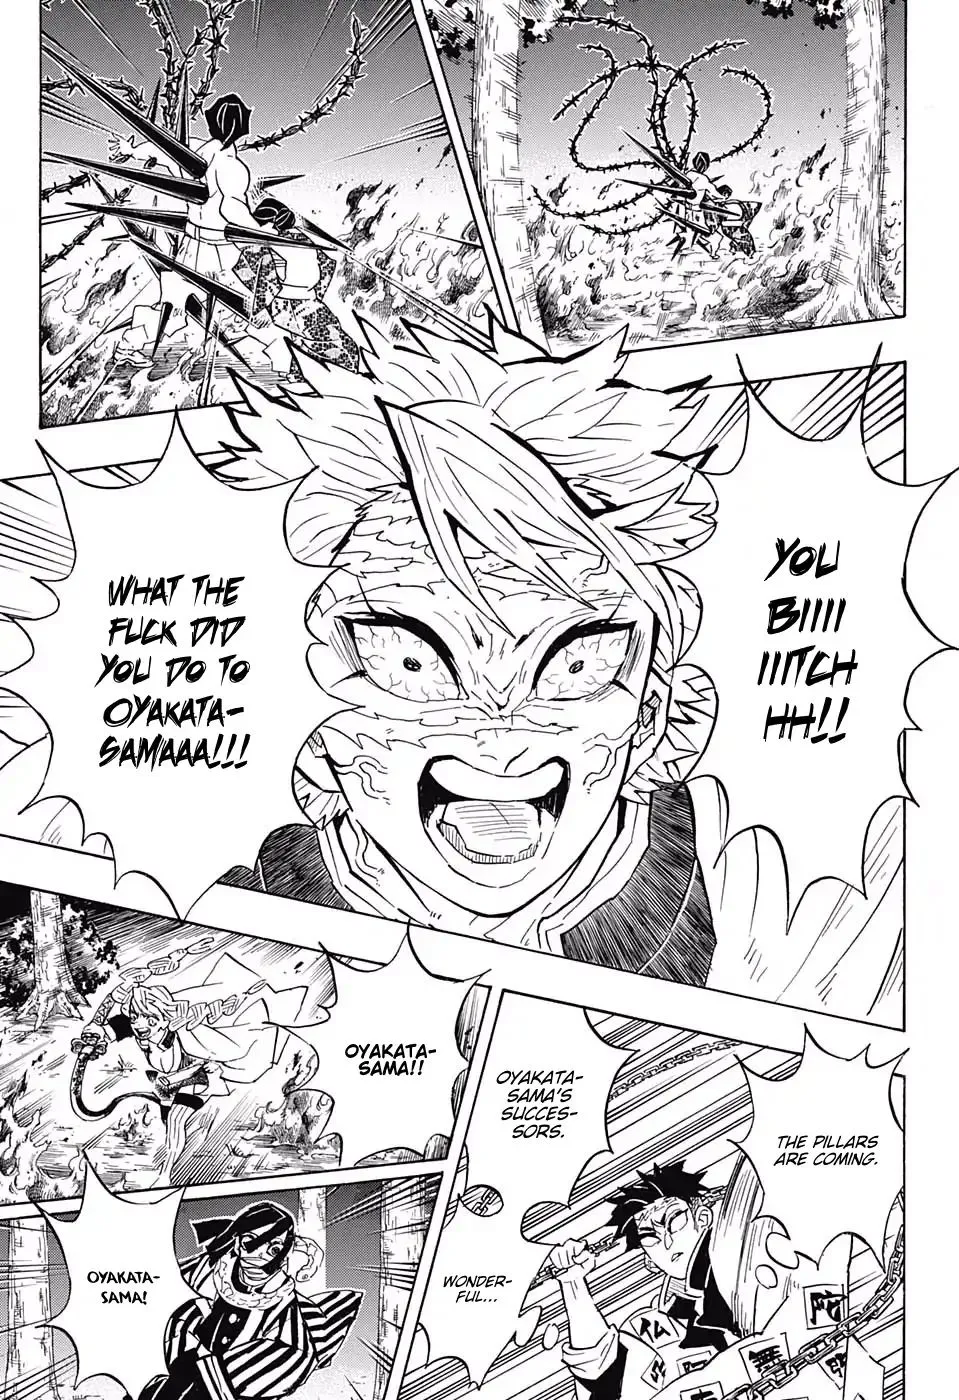 YOU
BIIII
IIITCH
HH!!
WHAT THE
FUCK DID
YOU DO TO
OYAKATA-
SAMAAA!!!
THE PILLARS
ARE COMING.
OYAKATA-
SAMA'S
SUCCES-
SORS.
WONDER-
FUL...
OYAKATA-
SAMA!!
OYAKATA-
SAMA!